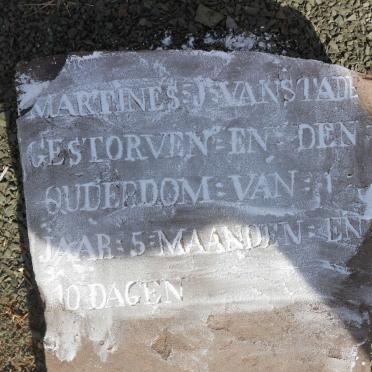 MARTINES : J : VANSTADE
GESTORVEN : EN : DEN
OUDERDOM : VAN : 1
JAAR : 5 : MAANDEN : EN
10 DAGEN